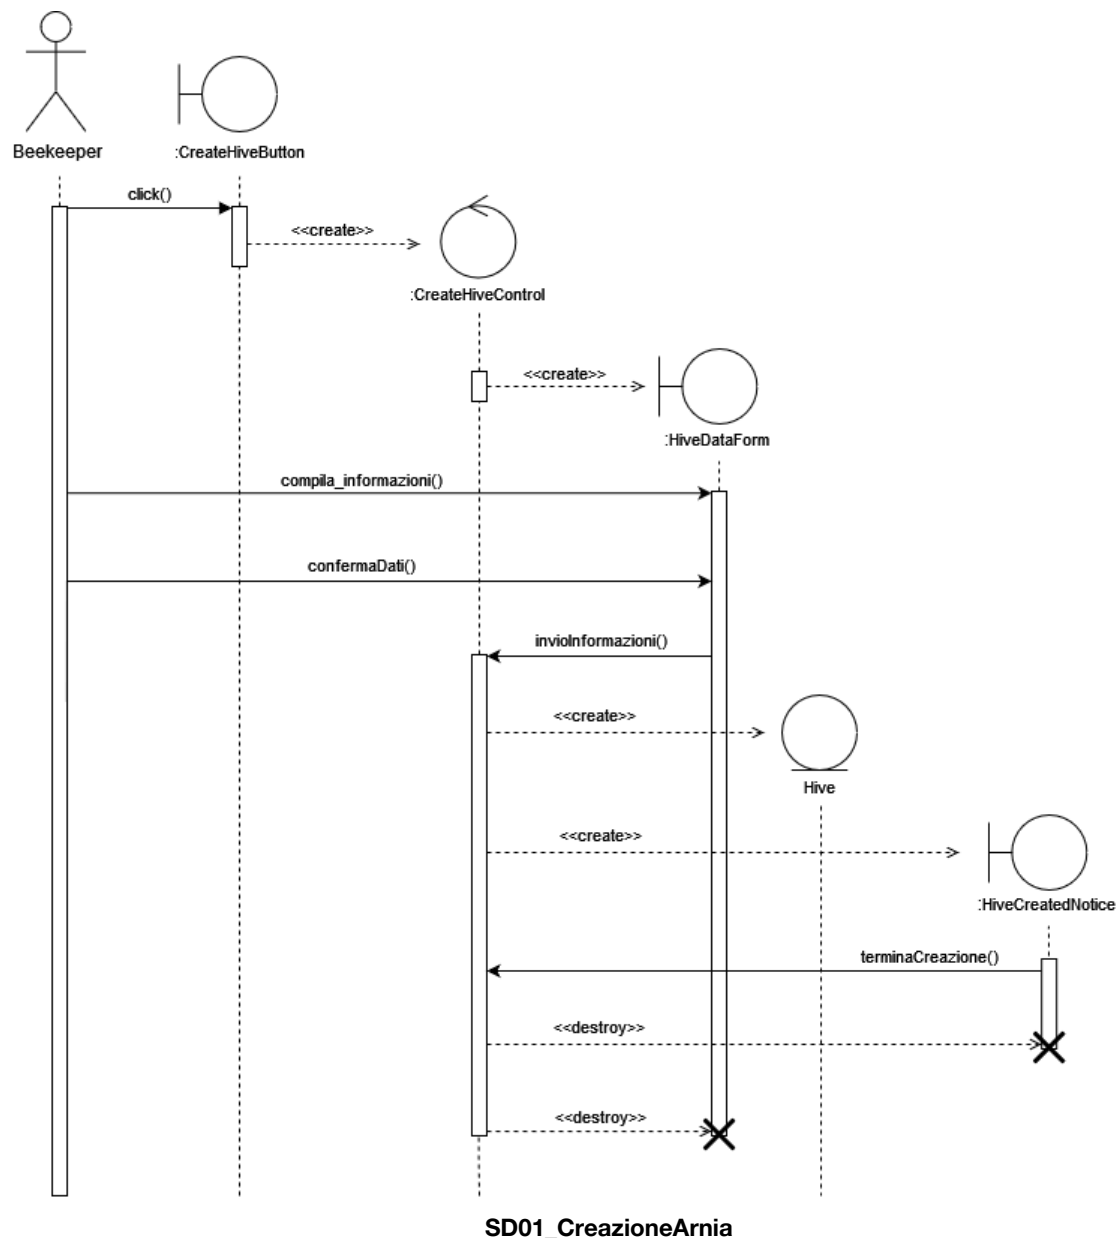 Beekeeper
:CreateHiveButton
click()
<<create>>
:CreateHiveControl
<<create>>
:HiveDataForm
compila_informazioni()
confermaDati()
invioInformazioni()
<<create>>
Hive
<<create>>
:HiveCreatedNotice
terminaCreazione()
<<destroy>>
<<destroy>>
SD01_CreazioneArnia